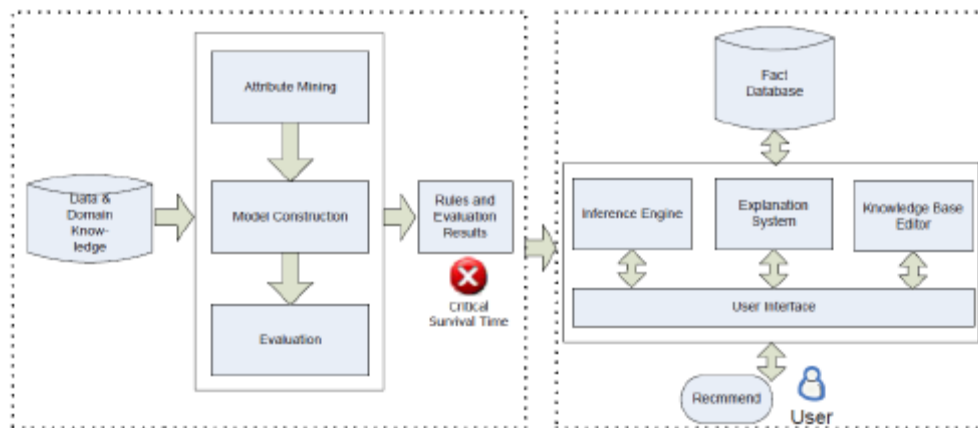 Attribute Mining
Fact
Database
Data &
Domain
Know-
ledge
Model Construction
Rules and
Evaluation
Results
Inference Engine
Explanation
System
Knowledge Base
Editor
Critical
Survival Time
User Interface
Evaluation
Recmmend
User